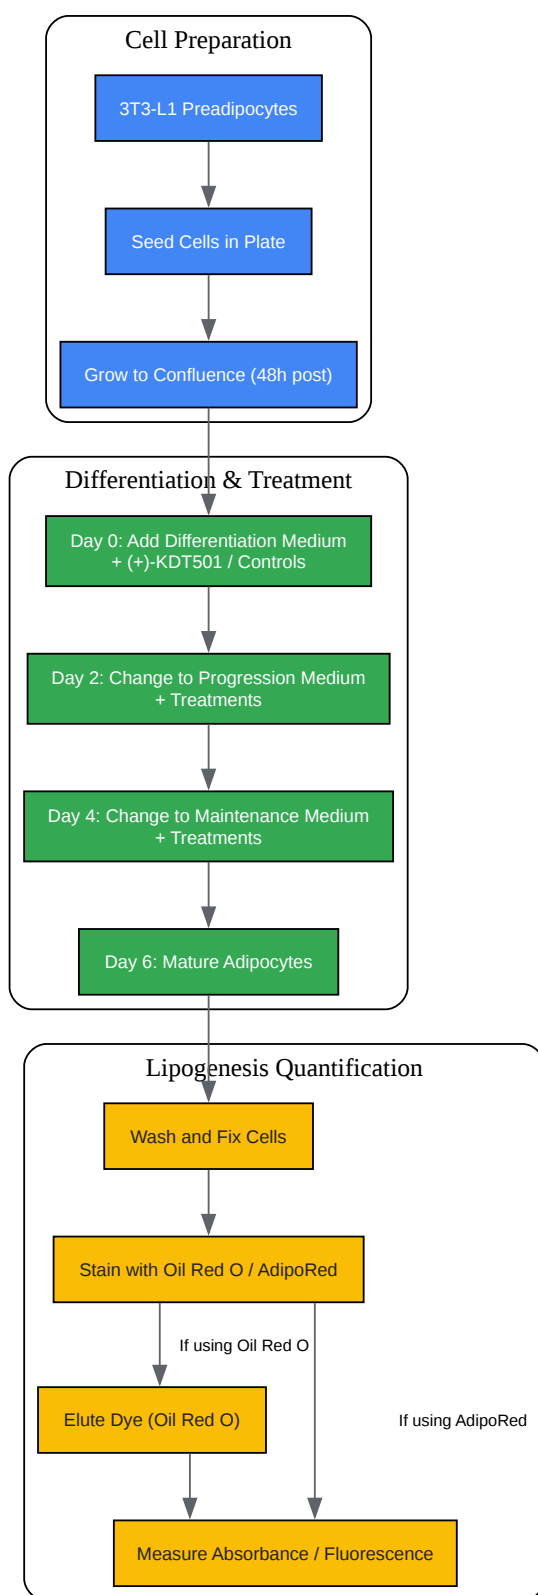 Cell Preparation
3T3-L1 Preadipocytes
Seed Cells in Plate
Grow to Confluence (48h post)
Differentiation & Treatment
Day 0: Add Differentiation Medium
+ (+)-KDT501 / Controls
Day 2: Change to Progression Medium
+ Treatments
Day 4: Change to Maintenance Medium
+ Treatments
Day 6: Mature Adipocytes
Lipogenesis Quantification
Wash and Fix Cells
Stain with Oil Red O / AdipoRed
If using Oil Red O
Elute Dye (Oil Red O)
If using AdipoRed
Measure Absorbance / Fluorescence